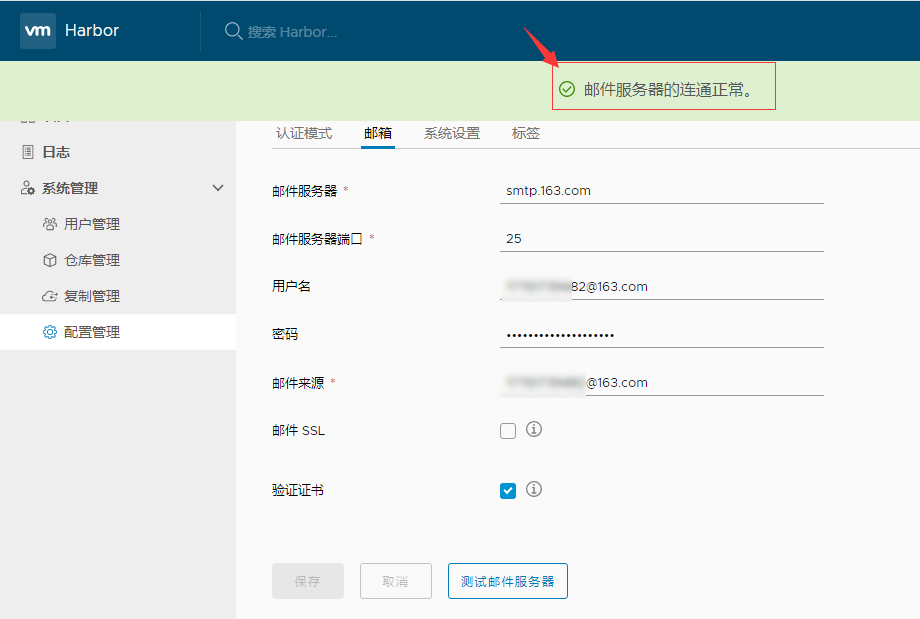 vm Harbor
搜索 Harbor...
邮件服务器的连通正常。
认证模式 邮箱 系统设置 标签
日志
系统管理
用户管理
仓库管理
复制管理
配置管理
邮件服务器 * smtp.163.com
邮件服务器端口 * 25
用户名 82@163.com
密码 ••••••••••••••••••••
邮件来源 * @163.com
邮件 SSL
验证证书
保存 取消 测试邮件服务器